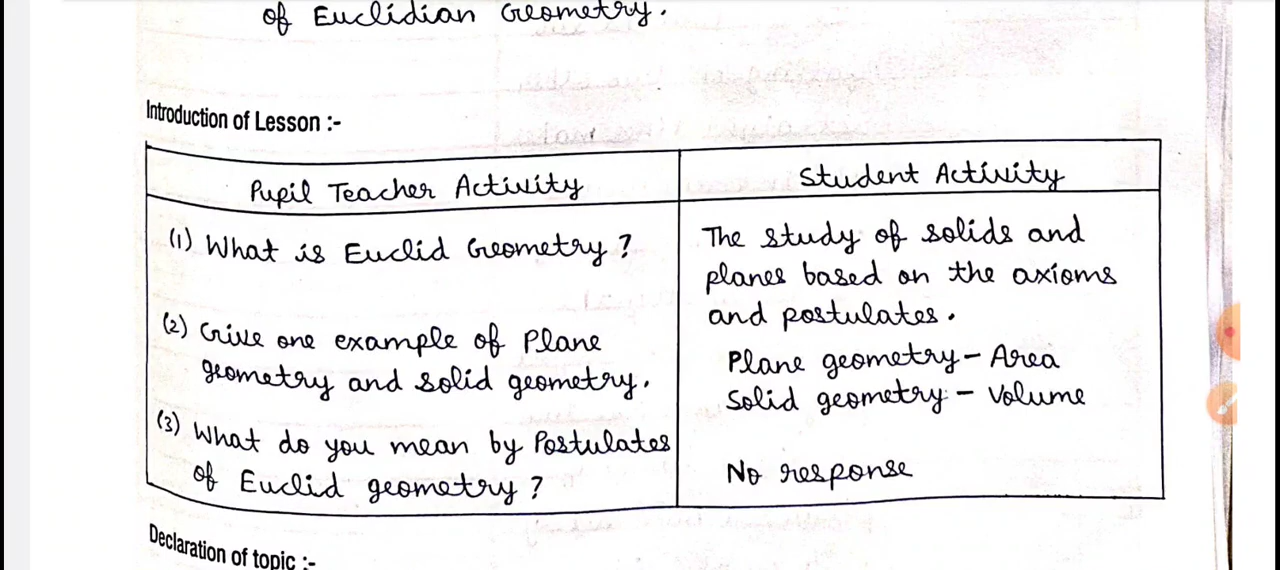 of Euclidian Geometry.
Introduction of Lesson :-
Pupil Teacher Activity
Student Activity
(1) What is Euclid Geometry?
The study of solids and
planes based on the axioms
and postulates.
(2) Give one example of Plane
geometry and solid geometry.
Plane geometry - Area
Solid geometry - Volume
(3) What do you mean by Postulates
of Euclid geometry?
No response
Declaration of topic :-